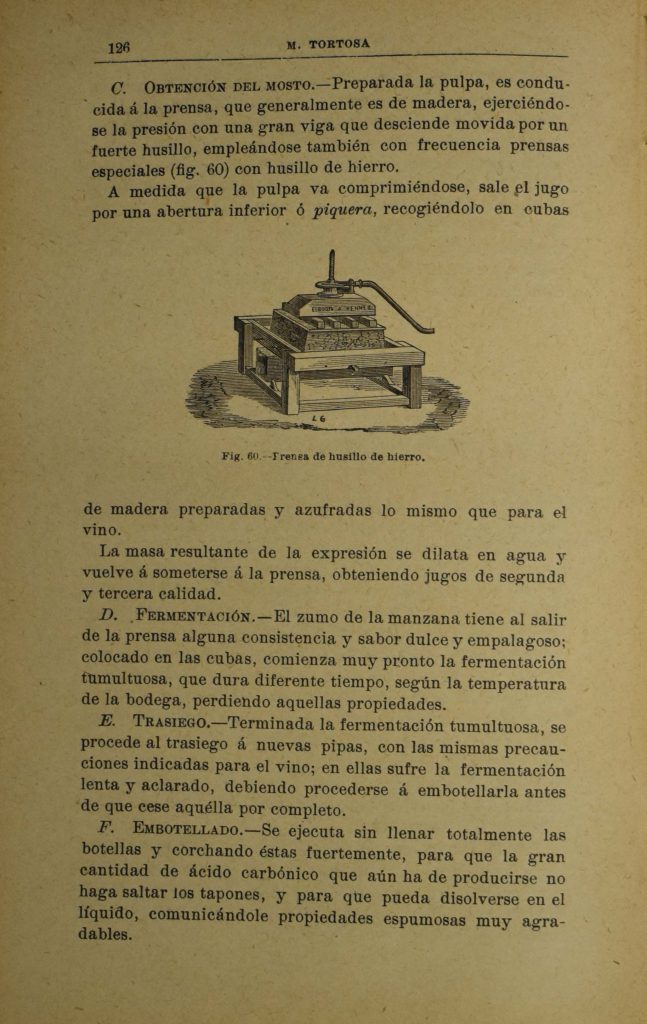 126
M. TORTOSA
C. OBTENCIÓN DEL MOSTO.—Preparada la pulpa, es condu-
cida á la prensa, que generalmente es de madera, ejerciéndo-
se la presión con una gran viga que desciende movida por un
fuerte husillo, empleándose también con frecuencia prensas
especiales (fig. 60) con husillo de hierro.
A medida que la pulpa va comprimiéndose, sale el jugo
por una abertura inferior ó piquera, recogiéndolo en cubas
LG
Fig. 60.—Prensa de husillo de hierro.
de madera preparadas y azufradas lo mismo que para el
vino.
La masa resultante de la expresión se dilata en agua y
vuelve á someterse á la prensa, obteniendo jugos de segunda
y tercera calidad.
D. FERMENTACIÓN.—El zumo de la manzana tiene al salir
de la prensa alguna consistencia y sabor dulce y empalagoso;
colocado en las cubas, comienza muy pronto la fermentación
tumultuosa, que dura diferente tiempo, según la temperatura
de la bodega, perdiendo aquellas propiedades.
E. TRASIEGO.—Terminada la fermentación tumultuosa, se
procede al trasiego á nuevas pipas, con las mismas precau-
ciones indicadas para el vino; en ellas sufre la fermentación
lenta y aclarado, debiendo procederse á embotellarla antes
de que cese aquélla por completo.
F. EMBOTELLADO.—Se ejecuta sin llenar totalmente las
botellas y corchando éstas fuertemente, para que la gran
cantidad de ácido carbónico que aún ha de producirse no
haga saltar los tapones, y para que pueda disolverse en el
líquido, comunicándole propiedades espumosas muy agra-
dables.